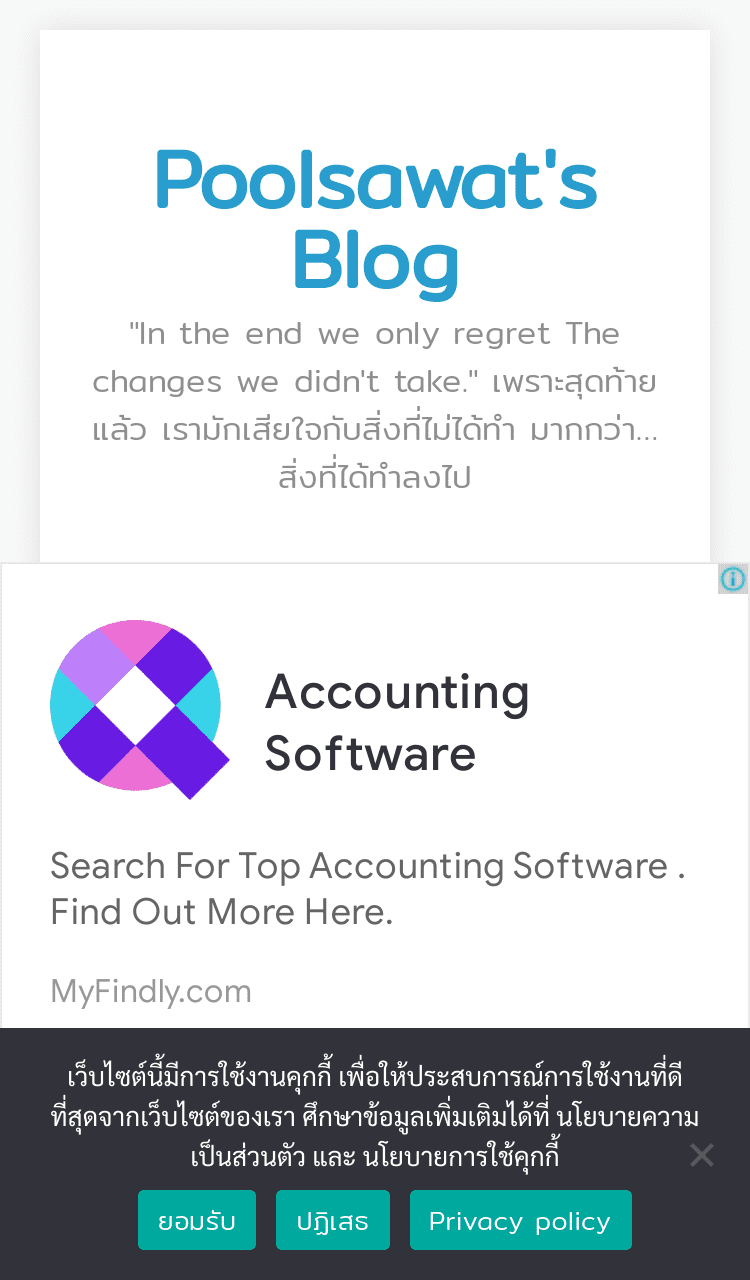 Poolsawat's
Blog
"In the end we only regret The
changes we didn't take." เพราะสุดท้าย
แล้ว เรามักเสียใจกับสิ่งที่ไม่ได้ทำ มากกว่า...
สิ่งที่ได้ทำลงไป
Accounting
Software
Search For Top Accounting Software .
Find Out More Here.
MyFindly.com
เว็บไซต์นี้มีการใช้งานคุกกี้ เพื่อให้ประสบการณ์การใช้งานที่ดี
ที่สุดจากเว็บไซต์ของเรา ศึกษาข้อมูลเพิ่มเติมได้ที่ นโยบายความ
เป็นส่วนตัว และ นโยบายการใช้คุกกี้
ยอมรับ ปฏิเสธ Privacy policy